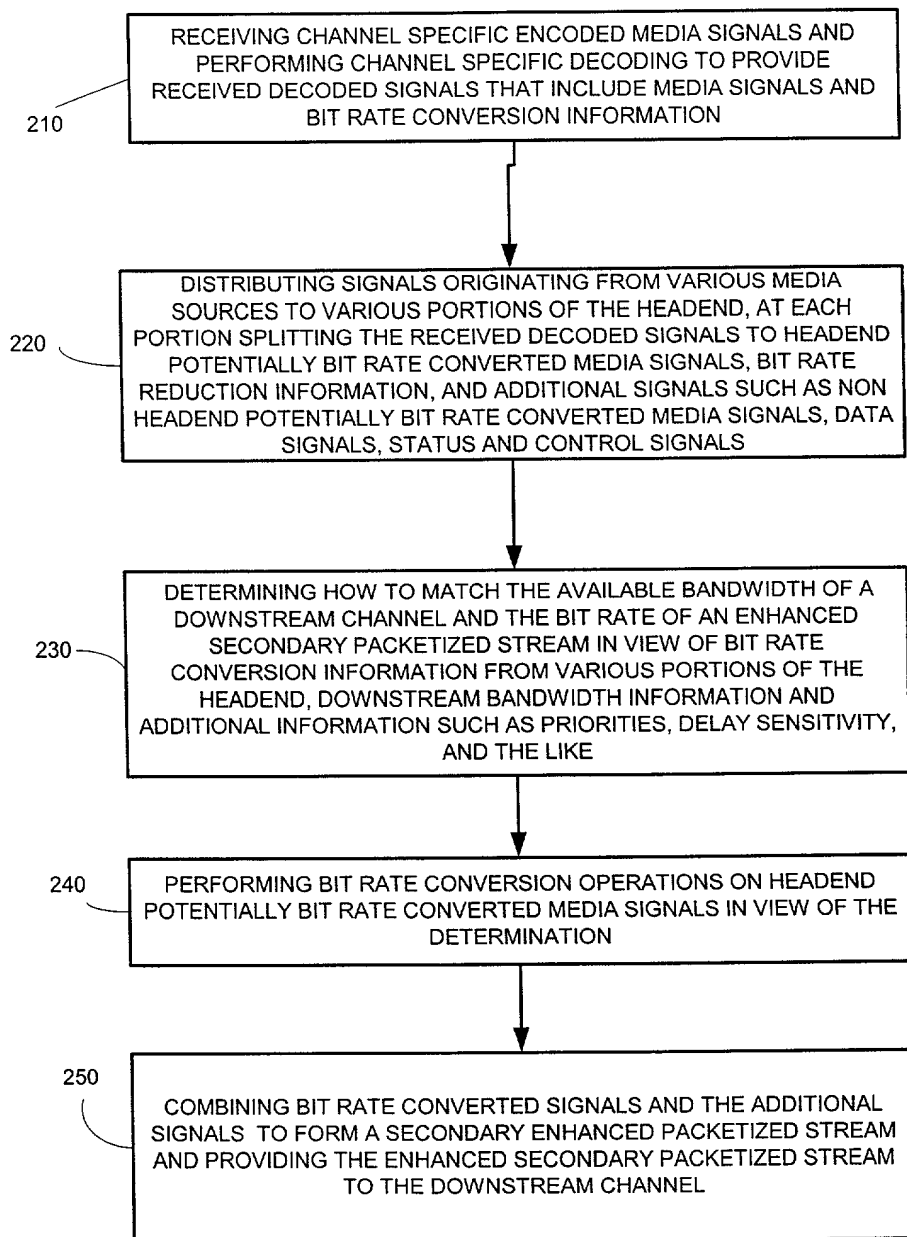 RECEIVING CHANNEL SPECIFIC ENCODED MEDIA SIGNALS AND
PERFORMING CHANNEL SPECIFIC DECODING TO PROVIDE
RECEIVED DECODED SIGNALS THAT INCLUDE MEDIA SIGNALS AND
BIT RATE CONVERSION INFORMATION
210
DISTRIBUTING SIGNALS ORIGINATING FROM VARIOUS MEDIA
SOURCES TO VARIOUS PORTIONS OF THE HEADEND, AT EACH
PORTION SPLITTING THE RECEIVED DECODED SIGNALS TO HEADEND
POTENTIALLY BIT RATE CONVERTED MEDIA SIGNALS, BIT RATE
REDUCTION INFORMATION, AND ADDITIONAL SIGNALS SUCH AS NON
HEADEND POTENTIALLY BIT RATE CONVERTED MEDIA SIGNALS, DATA
SIGNALS, STATUS AND CONTROL SIGNALS
220
DETERMINING HOW TO MATCH THE AVAILABLE BANDWIDTH OF A
DOWNSTREAM CHANNEL AND THE BIT RATE OF AN ENHANCED
SECONDARY PACKETIZED STREAM IN VIEW OF BIT RATE
CONVERSION INFORMATION FROM VARIOUS PORTIONS OF THE
HEADEND, DOWNSTREAM BANDWIDTH INFORMATION AND
ADDITIONAL INFORMATION SUCH AS PRIORITIES, DELAY SENSITIVITY,
AND THE LIKE
230
PERFORMING BIT RATE CONVERSION OPERATIONS ON HEADEND
POTENTIALLY BIT RATE CONVERTED MEDIA SIGNALS IN VIEW OF THE
DETERMINATION
240
COMBINING BIT RATE CONVERTED SIGNALS AND THE ADDITIONAL
SIGNALS TO FORM A SECONDARY ENHANCED PACKETIZED STREAM
AND PROVIDING THE ENHANCED SECONDARY PACKETIZED STREAM
TO THE DOWNSTREAM CHANNEL
250